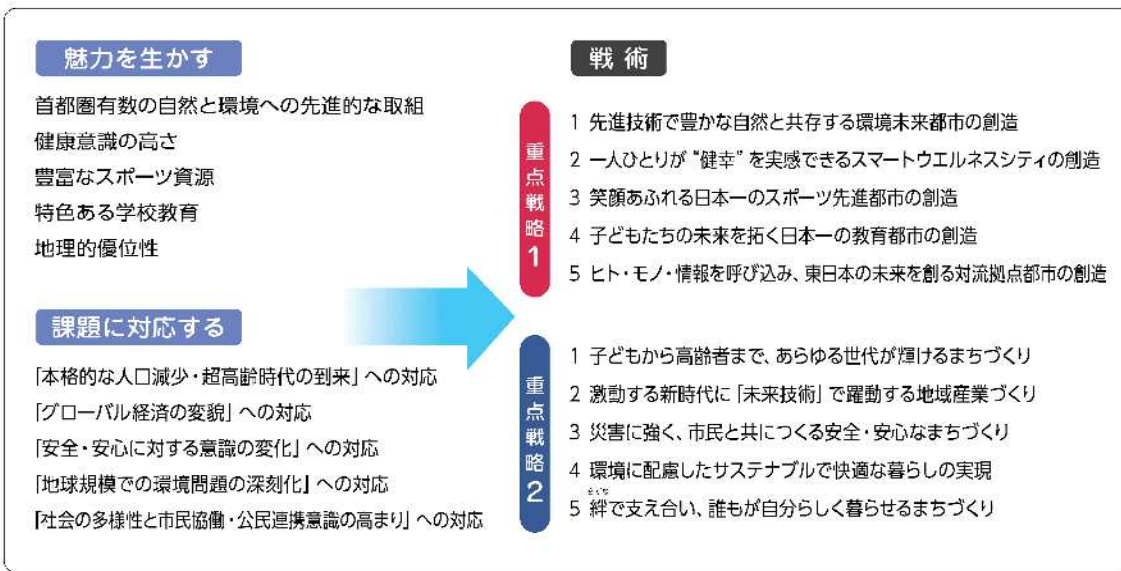 魅力を生かす
首都圏有数の自然と環境への先進的な取組
健康意識の高さ
豊富なスポーツ資源
特色ある学校教育
地理的優位性
課題に対応する
「本格的な人口減少・超高齢時代の到来」への対応
「グローバル経済の変貌」への対応
「安全・安心に対する意識の変化」への対応
「地球規模での環境問題の深刻化」への対応
「社会の多様性と市民協働・公民連携意識の高まり」への対応
戦術
重点戦略1
1 先進技術で豊かな自然と共存する環境未来都市の創造
2 一人ひとりが“健幸”を実感できるスマートウエルネスシティの創造
3 笑顔あふれる日本一のスポーツ先進都市の創造
4 子どもたちの未来を拓く日本一の教育都市の創造
5 ヒト・モノ・情報を呼び込み、東日本の未来を創る対流拠点都市の創造
重点戦略2
1 子どもから高齢者まで、あらゆる世代が輝けるまちづくり
2 激動する新時代に「未来技術」で躍動する地域産業づくり
3 災害に強く、市民と共につくる安全・安心なまちづくり
4 環境に配慮したサステナブルで快適な暮らしの実現
きずな
5 絆で支え合い、誰もが自分らしく暮らせるまちづくり